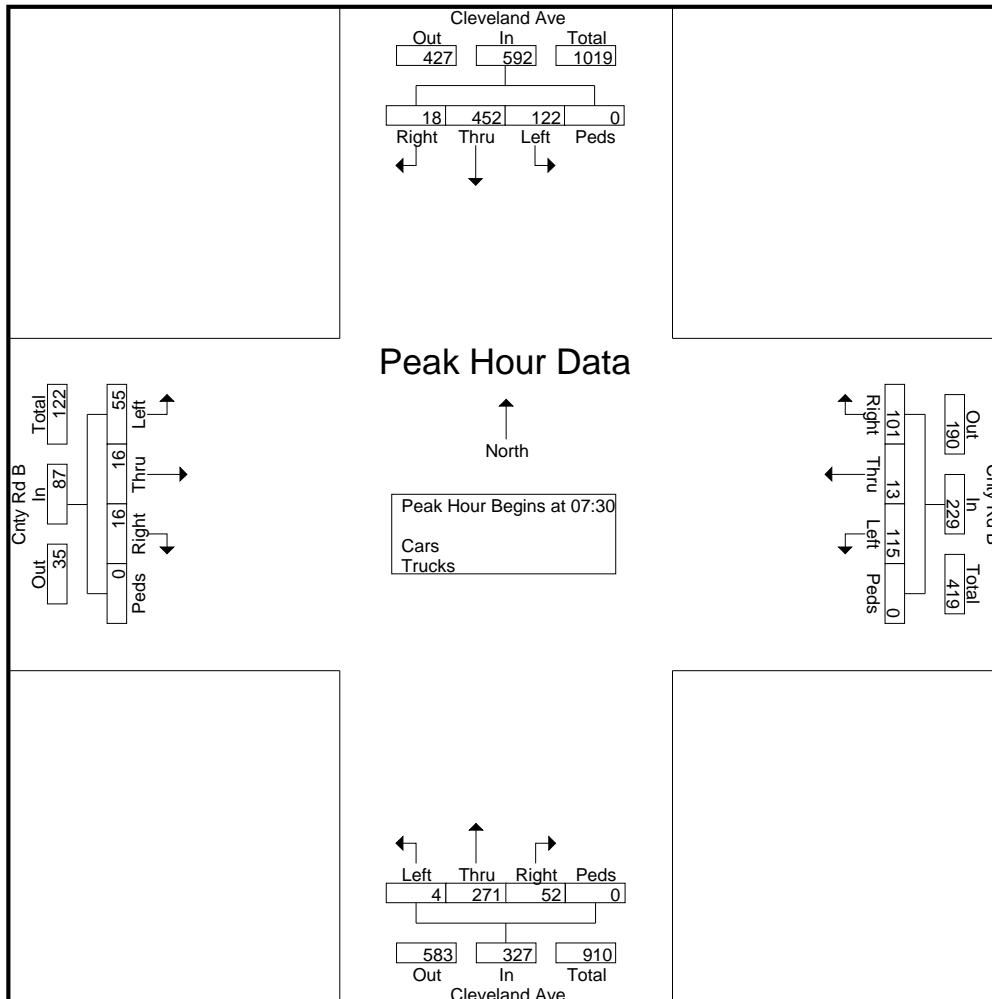 Cleveland Ave
Out In Total
427 592 1019
18 452 122 0
Right Thru Left Peds
Peak Hour Data
North
Peak Hour Begins at 07:30
Cars
Trucks
Cnty Rd B
Total In Out
122 87 35
55 16 16 0
Left Thru Right Peds
Right Thru Left Peds
101 13 115 0
Out In Total
190 229 419
Cnty Rd B
Left Thru Right Peds
4 271 52 0
583 327 910
Out In Total
Cleveland Ave